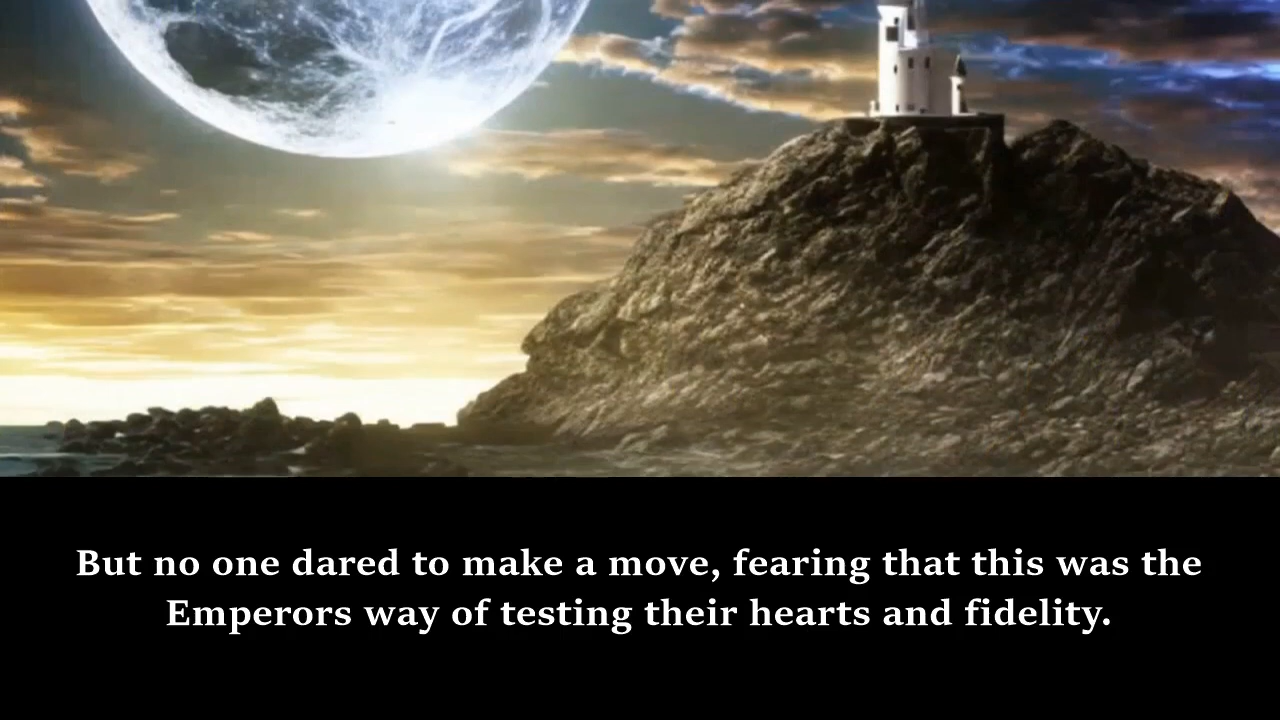 But no one dared to make a move, fearing that this was the
Emperors way of testing their hearts and fidelity.